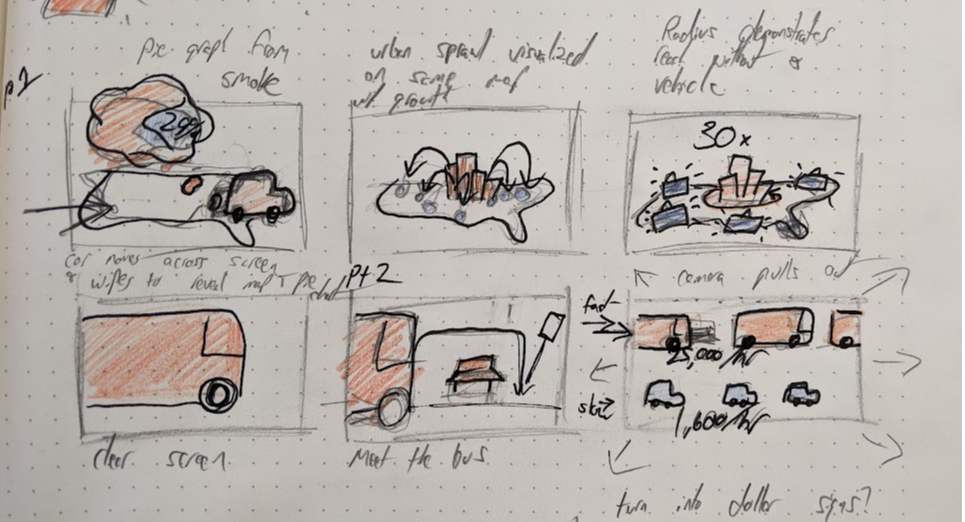 pt 1
pie graph from
smoke
urban sprawl visualized
on same map
w/ growth
Radius demonstrates
reach without a
vehicle
29%
30x
car moves across screen
& wipes to reveal map & pie chart
pt 2
camera pulls out
fast
25,000/hr
slow
1,600/hr
clear screen.
Meet the bus.
turn into dollar signs?